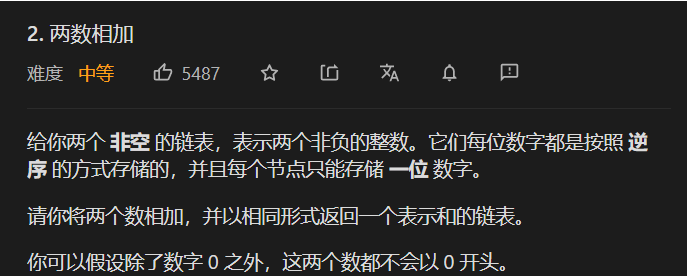 2. 两数相加
难度 中等 5487
给你两个 非空 的链表，表示两个非负的整数。它们每位数字都是按照 逆
序 的方式存储的，并且每个节点只能存储 一位 数字。
请你将两个数相加，并以相同形式返回一个表示和的链表。
你可以假设除了数字 0 之外，这两个数都不会以 0 开头。